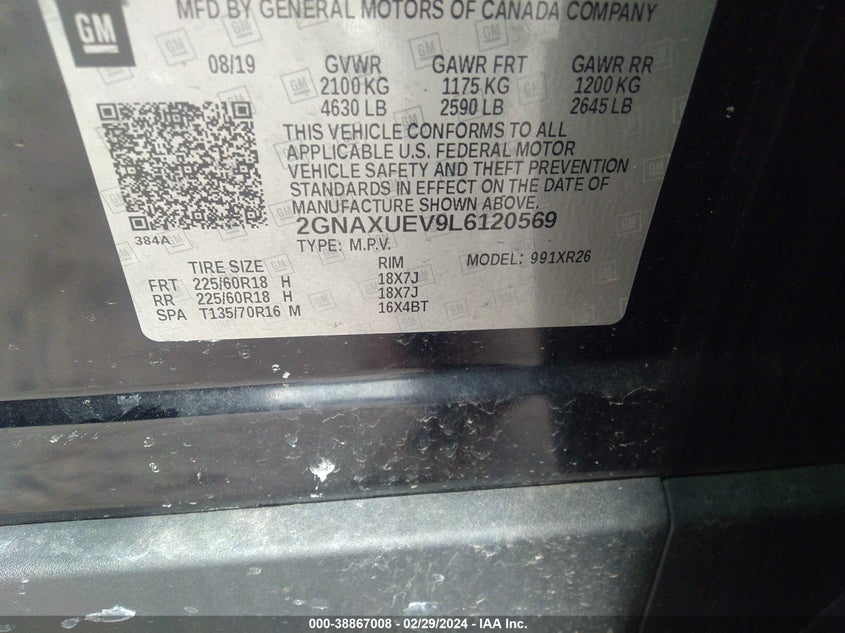 GM
MFD BY GENERAL MOTORS OF CANADA COMPANY
08/19 GVWR GAWR FRT GAWR RR
2100 KG 1175 KG 1200 KG
4630 LB 2590 LB 2645 LB
THIS VEHICLE CONFORMS TO ALL
APPLICABLE U.S. FEDERAL MOTOR
VEHICLE SAFETY AND THEFT PREVENTION
STANDARDS IN EFFECT ON THE DATE OF
MANUFACTURE SHOWN ABOVE.
384A 2GNAXUEV9L6120569
TYPE: M.P.V. MODEL: 991XR26
TIRE SIZE RIM
FRT 225/60R18 H 18X7J
RR 225/60R18 H 18X7J
SPA T135/70R16 M 16X4BT
000-38867008 - 02/29/2024 - IAA Inc.